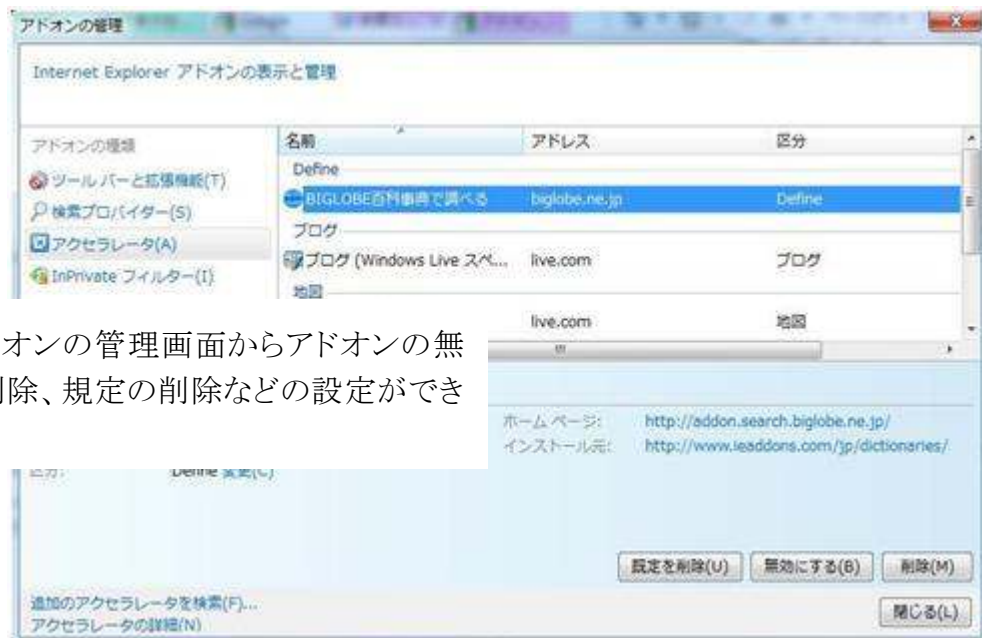 アドオンの管理
Internet Explorer アドオンの表示と管理
アドオンの種類
ツール バーと拡張機能(T)
検索プロバイダー(S)
アクセラレータ(A)
InPrivate フィルター(I)
名前 アドレス 区分
Define
BIGLOBE百科事典で調べる biglobe.ne.jp Define
ブログ
ブログ (Windows Live スペ... live.com ブログ
地図
live.com 地図
オンの管理画面からアドオンの無
除、規定の削除などの設定ができ
ホーム ページ: http://addon.search.biglobe.ne.jp/
インストール元: http://www.ieaddons.com/jp/dictionaries/
区分: Define 変更(C)
既定を削除(U) 無効にする(B) 削除(M)
追加のアクセラレータを検索(F)...
アクセラレータの詳細(N)
閉じる(L)